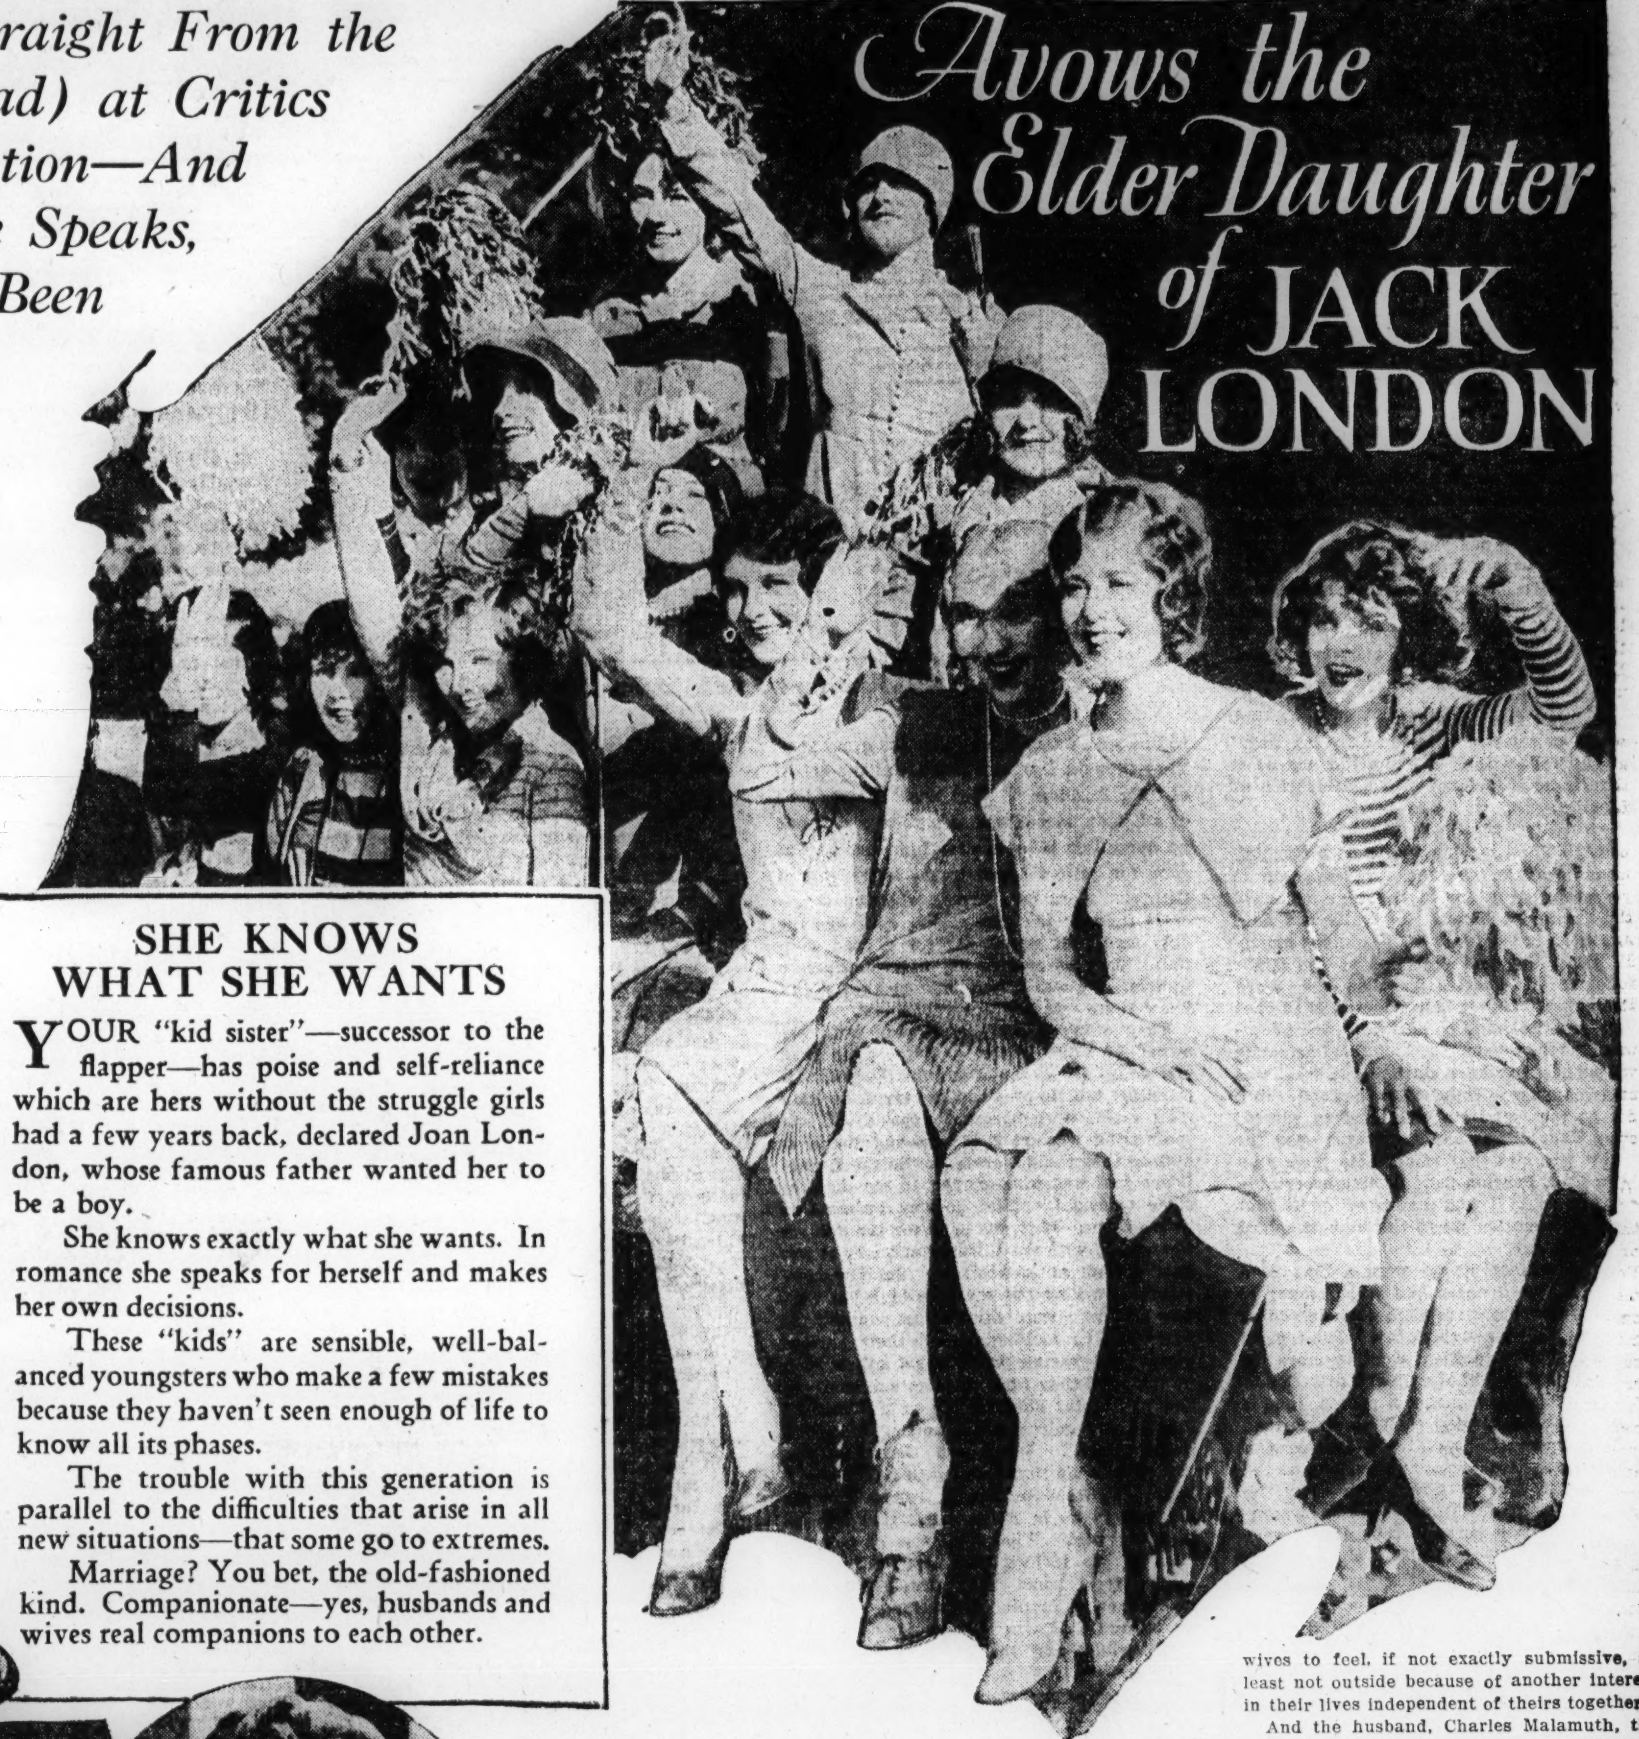 raight From the
ad) at Critics
tion—And
Speaks,
Been
Avows the
Elder Daughter
of JACK
LONDON
SHE KNOWS
WHAT SHE WANTS
YOUR "kid sister"—successor to the
flapper—has poise and self-reliance
which are hers without the struggle girls
had a few years back, declared Joan Lon-
don, whose famous father wanted her to
be a boy.
She knows exactly what she wants. In
romance she speaks for herself and makes
her own decisions.
These "kids" are sensible, well-bal-
anced youngsters who make a few mistakes
because they haven't seen enough of life to
know all its phases.
The trouble with this generation is
parallel to the difficulties that arise in all
new situations—that some go to extremes.
Marriage? You bet, the old-fashioned
kind. Companionate—yes, husbands and
wives real companions to each other.
wives to feel, if not exactly submissive,
least not outside because of another intere
in their lives independent of theirs together
And the husband, Charles Malamuth, t